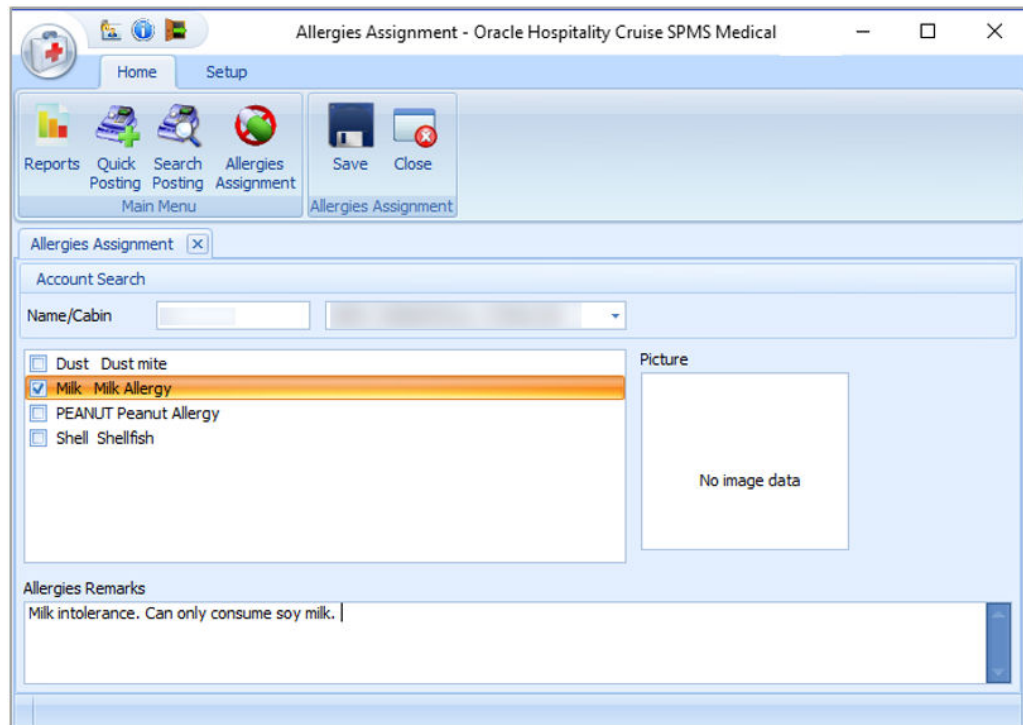 Allergies Assignment - Oracle Hospitality Cruise SPMS Medical
Home Setup
Reports Quick Posting Search Posting Allergies Assignment Save Close
Main Menu Allergies Assignment
Allergies Assignment
Account Search
Name/Cabin
Dust Dust mite
Milk Milk Allergy
PEANUT Peanut Allergy
Shell Shellfish
Picture
No image data
Allergies Remarks
Milk intolerance. Can only consume soy milk.